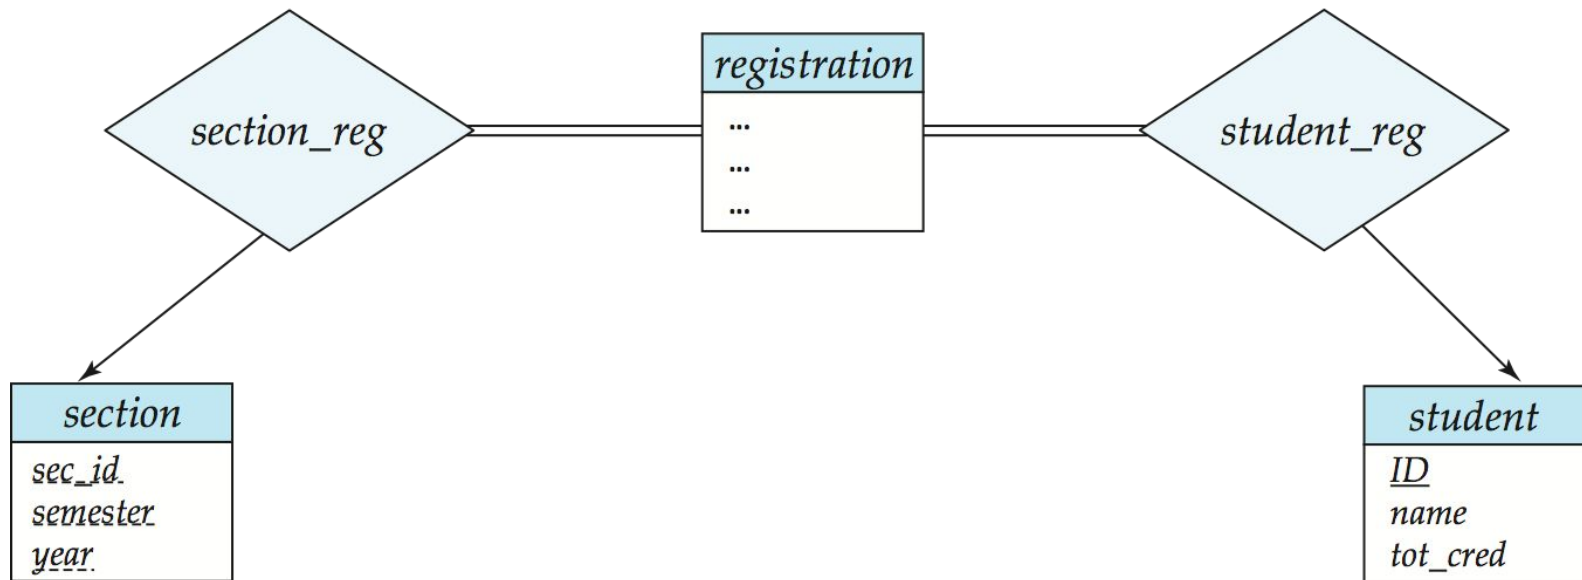 section_reg
registration
...
...
...
student_reg
section
sec_id
semester
year
student
ID
name
tot_cred